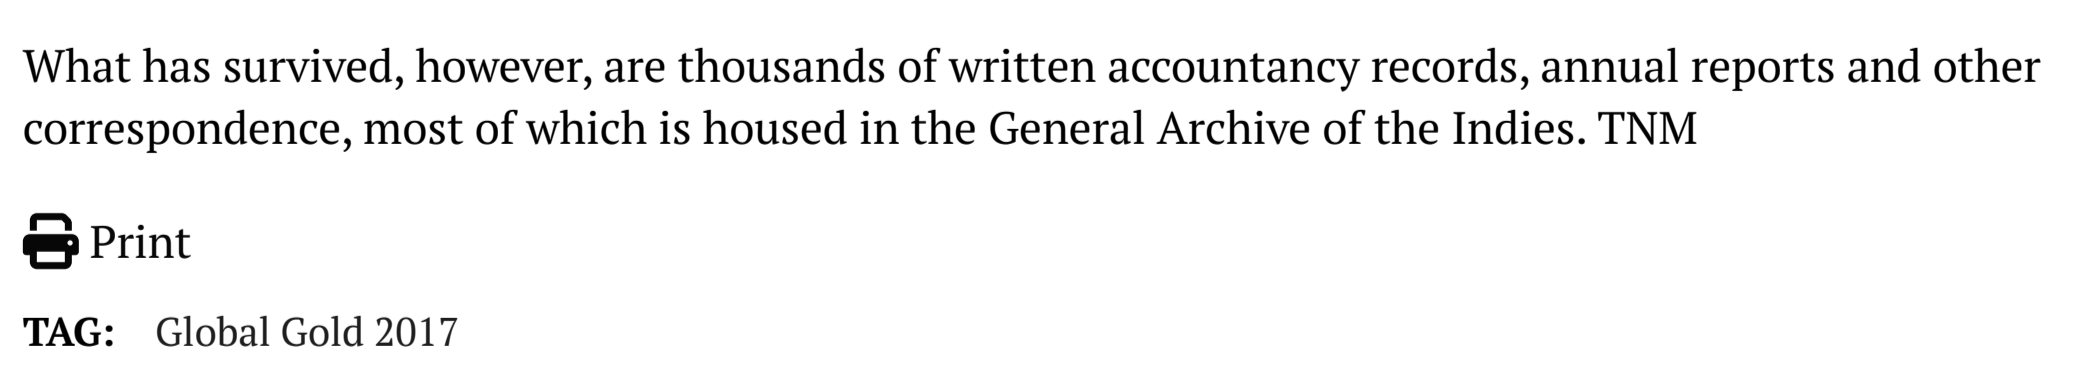 What has survived, however, are thousands of written accountancy records, annual reports and other
correspondence, most of which is housed in the General Archive of the Indies. TNM
Print
TAG: Global Gold 2017